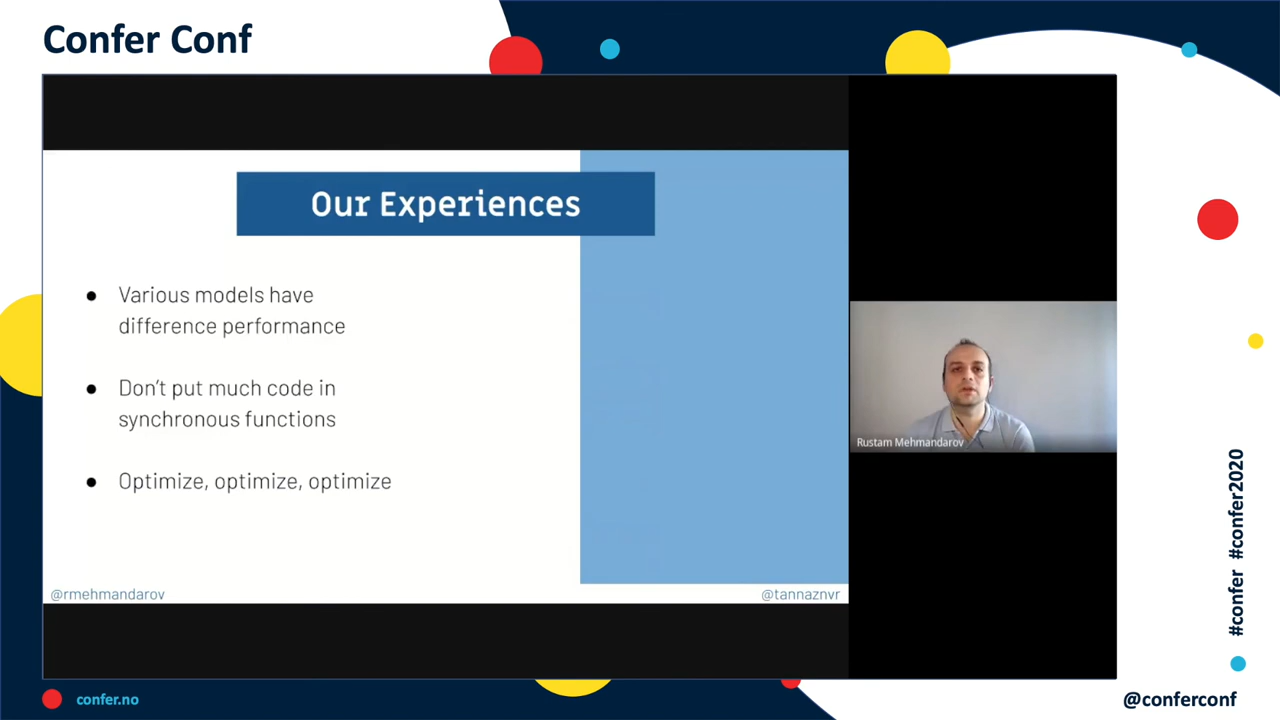 Confer Conf
Our Experiences
● Various models have
difference performance
● Don’t put much code in
synchronous functions
● Optimize, optimize, optimize
@rmehmandarov
@tannaznvr
Rustam Mehmandarov
#confer #confer2020
confer.no
@conferconf